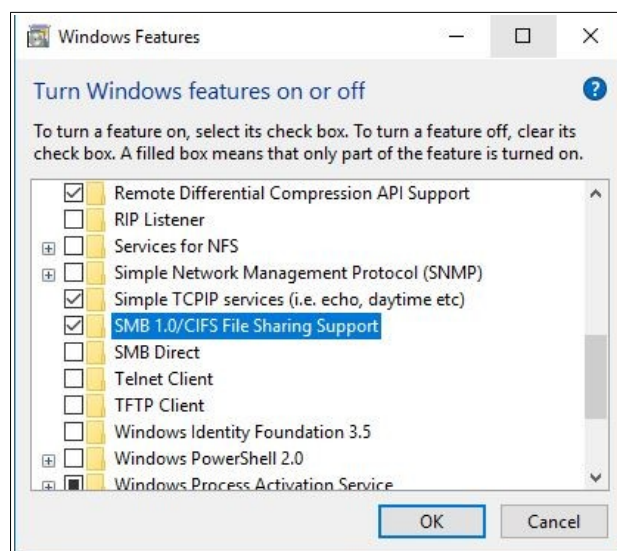 Windows Features
Turn Windows features on or off
?
To turn a feature on, select its check box. To turn a feature off, clear its
check box. A filled box means that only part of the feature is turned on.
Remote Differential Compression API Support
RIP Listener
Services for NFS
Simple Network Management Protocol (SNMP)
Simple TCPIP services (i.e. echo, daytime etc)
SMB 1.0/CIFS File Sharing Support
SMB Direct
Telnet Client
TFTP Client
Windows Identity Foundation 3.5
Windows PowerShell 2.0
Windows Process Activation Service
OK
Cancel